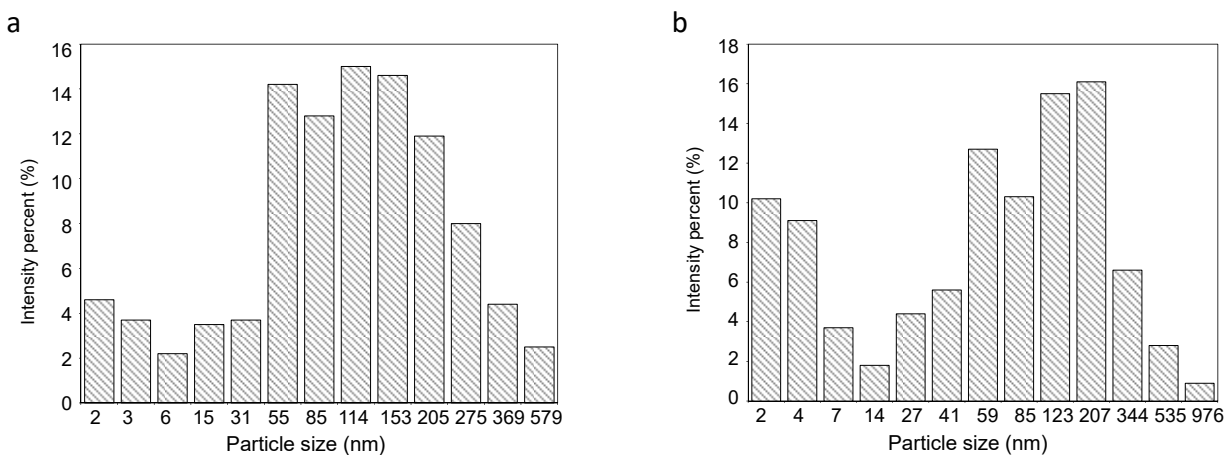 a
16
14
12
10
8
6
4
2
0
Intensity percent (%)
2 3 6 15 31 55 85 114 153 205 275 369 579
Particle size (nm)
b
18
16
14
12
10
8
6
4
2
0
Intensity percent (%)
2 4 7 14 27 41 59 85 123 207 344 535 976
Particle size (nm)